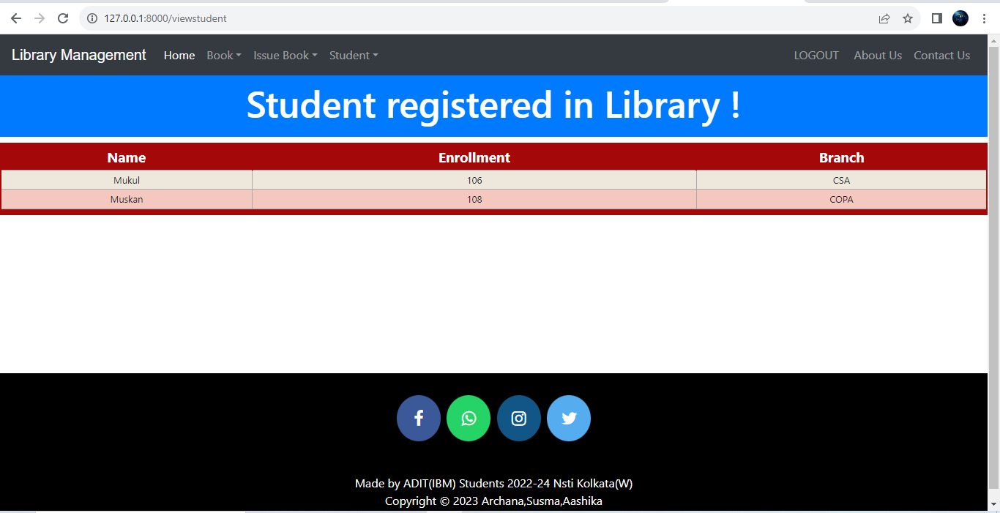 127.0.0.1:8000/viewstudent
Library Management Home Book Issue Book Student LOGOUT About Us Contact Us
Student registered in Library !
Name Enrollment Branch
Mukul 106 CSA
Muskan 108 COPA
Made by ADIT(IBM) Students 2022-24 Nsti Kolkata(W)
Copyright © 2023 Archana,Susma,Aashika